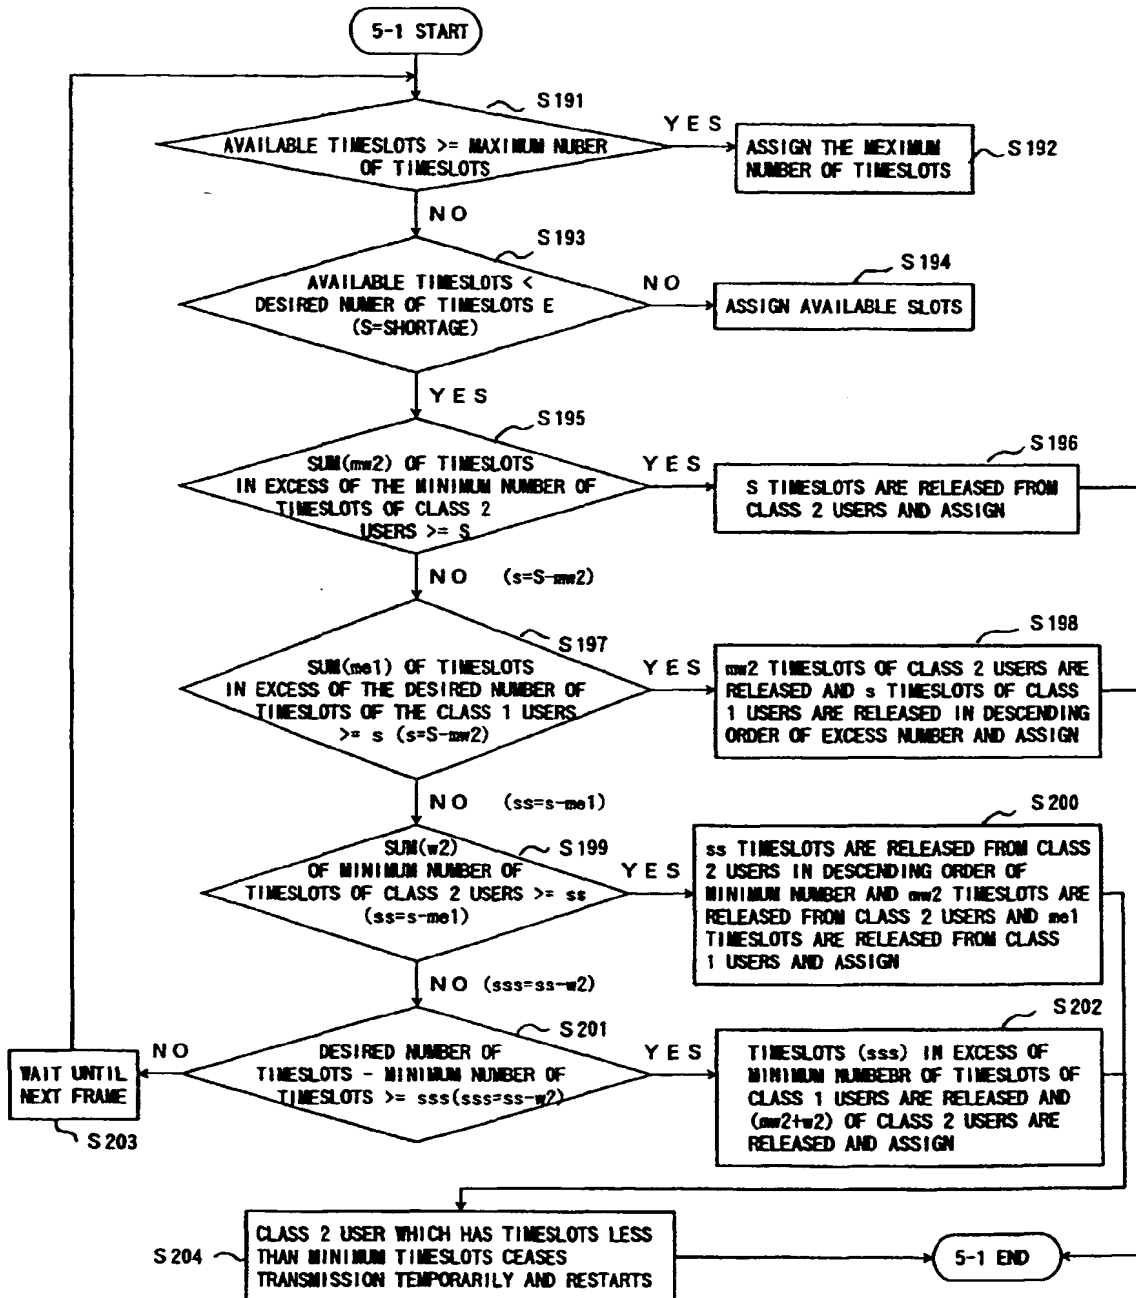 5-1 START
S191
AVAILABLE TIMESLOTS >= MAXIMUM NUBER
OF TIMESLOTS
YES
ASSIGN THE MEXIMUM
NUMBER OF TIMESLOTS
S192
NO
S193
AVAILABLE TIMESLOTS <
DESIRED NUMER OF TIMESLOTS E
(S=SHORTAGE)
NO
S194
ASSIGN AVAILABLE SLOTS
YES
S195
SUM(mw2) OF TIMESLOTS
IN EXCESS OF THE MINIMUM NUMBER OF
TIMESLOTS OF CLASS 2
USERS >= S
YES
S196
S TIMESLOTS ARE RELEASED FROM
CLASS 2 USERS AND ASSIGN
NO (s=S-mw2)
S197
SUM(me1) OF TIMESLOTS
IN EXCESS OF THE DESIRED NUMBER OF
TIMESLOTS OF THE CLASS 1 USERS
>= s (s=S-mw2)
YES
S198
mw2 TIMESLOTS OF CLASS 2 USERS ARE
RELEASED AND s TIMESLOTS OF CLASS
1 USERS ARE RELEASED IN DESCENDING
ORDER OF EXCESS NUMBER AND ASSIGN
NO (ss=s-me1)
S199
SUM(w2)
OF MINIMUM NUMBER OF
TIMESLOTS OF CLASS 2 USERS >= ss
(ss=s-me1)
YES
S200
ss TIMESLOTS ARE RELEASED FROM CLASS
2 USERS IN DESCENDING ORDER OF
MINIMUM NUMBER AND mw2 TIMESLOTS ARE
RELEASED FROM CLASS 2 USERS AND me1
TIMESLOTS ARE RELEASED FROM CLASS
1 USERS AND ASSIGN
NO (sss=ss-w2)
S201
DESIRED NUMBER OF
TIMESLOTS - MINIMUM NUMBER OF
TIMESLOTS >= sss(sss=ss-w2)
YES
S202
TIMESLOTS (sss) IN EXCESS OF
MINIMUM NUMBEBR OF TIMESLOTS OF
CLASS 1 USERS ARE RELEASED AND
(mw2+w2) OF CLASS 2 USERS ARE
RELEASED AND ASSIGN
NO
WAIT UNTIL
NEXT FRAME
S203
S204
CLASS 2 USER WHICH HAS TIMESLOTS LESS
THAN MINIMUM TIMESLOTS CEASES
TRANSMISSION TEMPORARILY AND RESTARTS
5-1 END